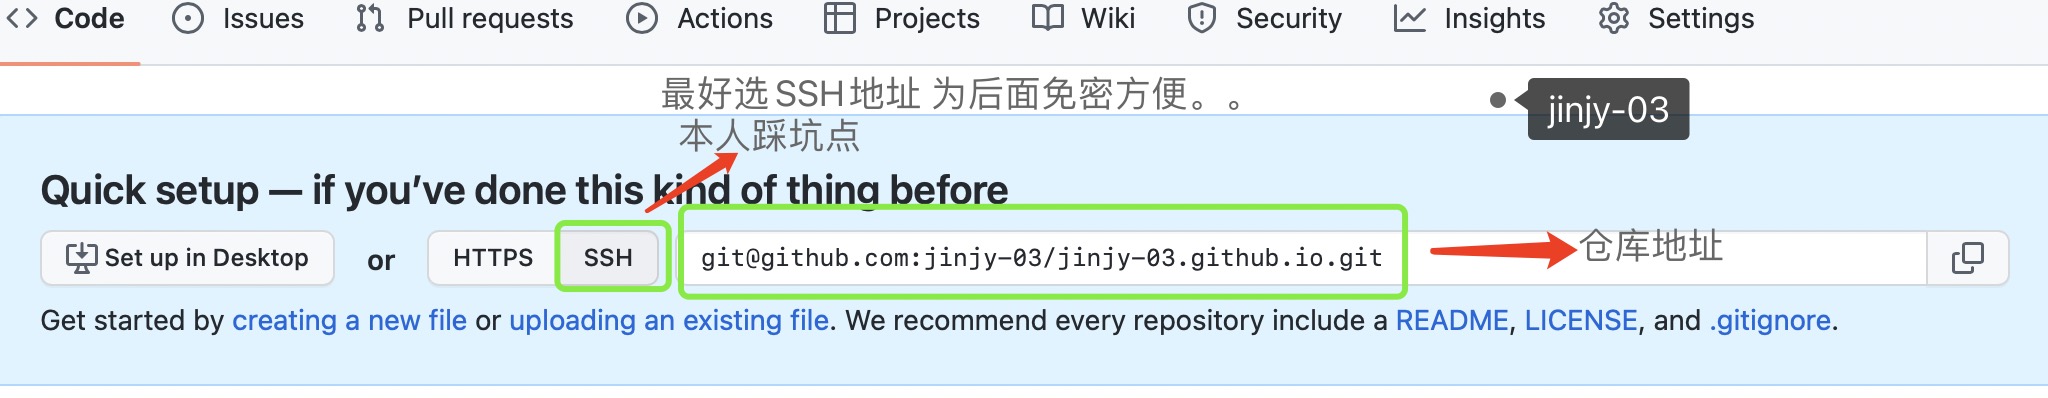 Code Issues Pull requests Actions Projects Wiki Security Insights Settings
最好选SSH地址 为后面免密方便。。
jinjy-03
本人踩坑点
Quick setup — if you’ve done this kind of thing before
Set up in Desktop or HTTPS SSH git@github.com:jinjy-03/jinjy-03.github.io.git 仓库地址
Get started by creating a new file or uploading an existing file. We recommend every repository include a README, LICENSE, and .gitignore.